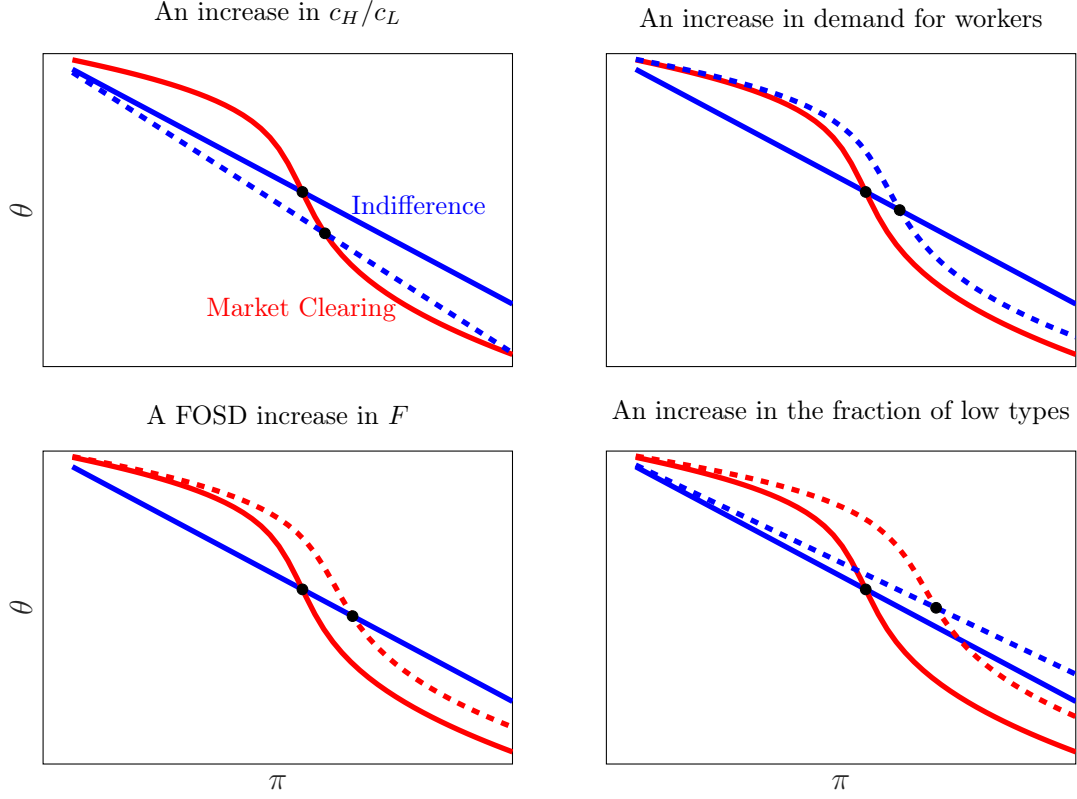 An increase in c_H/c_L
An increase in demand for workers
θ
Indifference
Market Clearing
A FOSD increase in F
An increase in the fraction of low types
θ
π
π